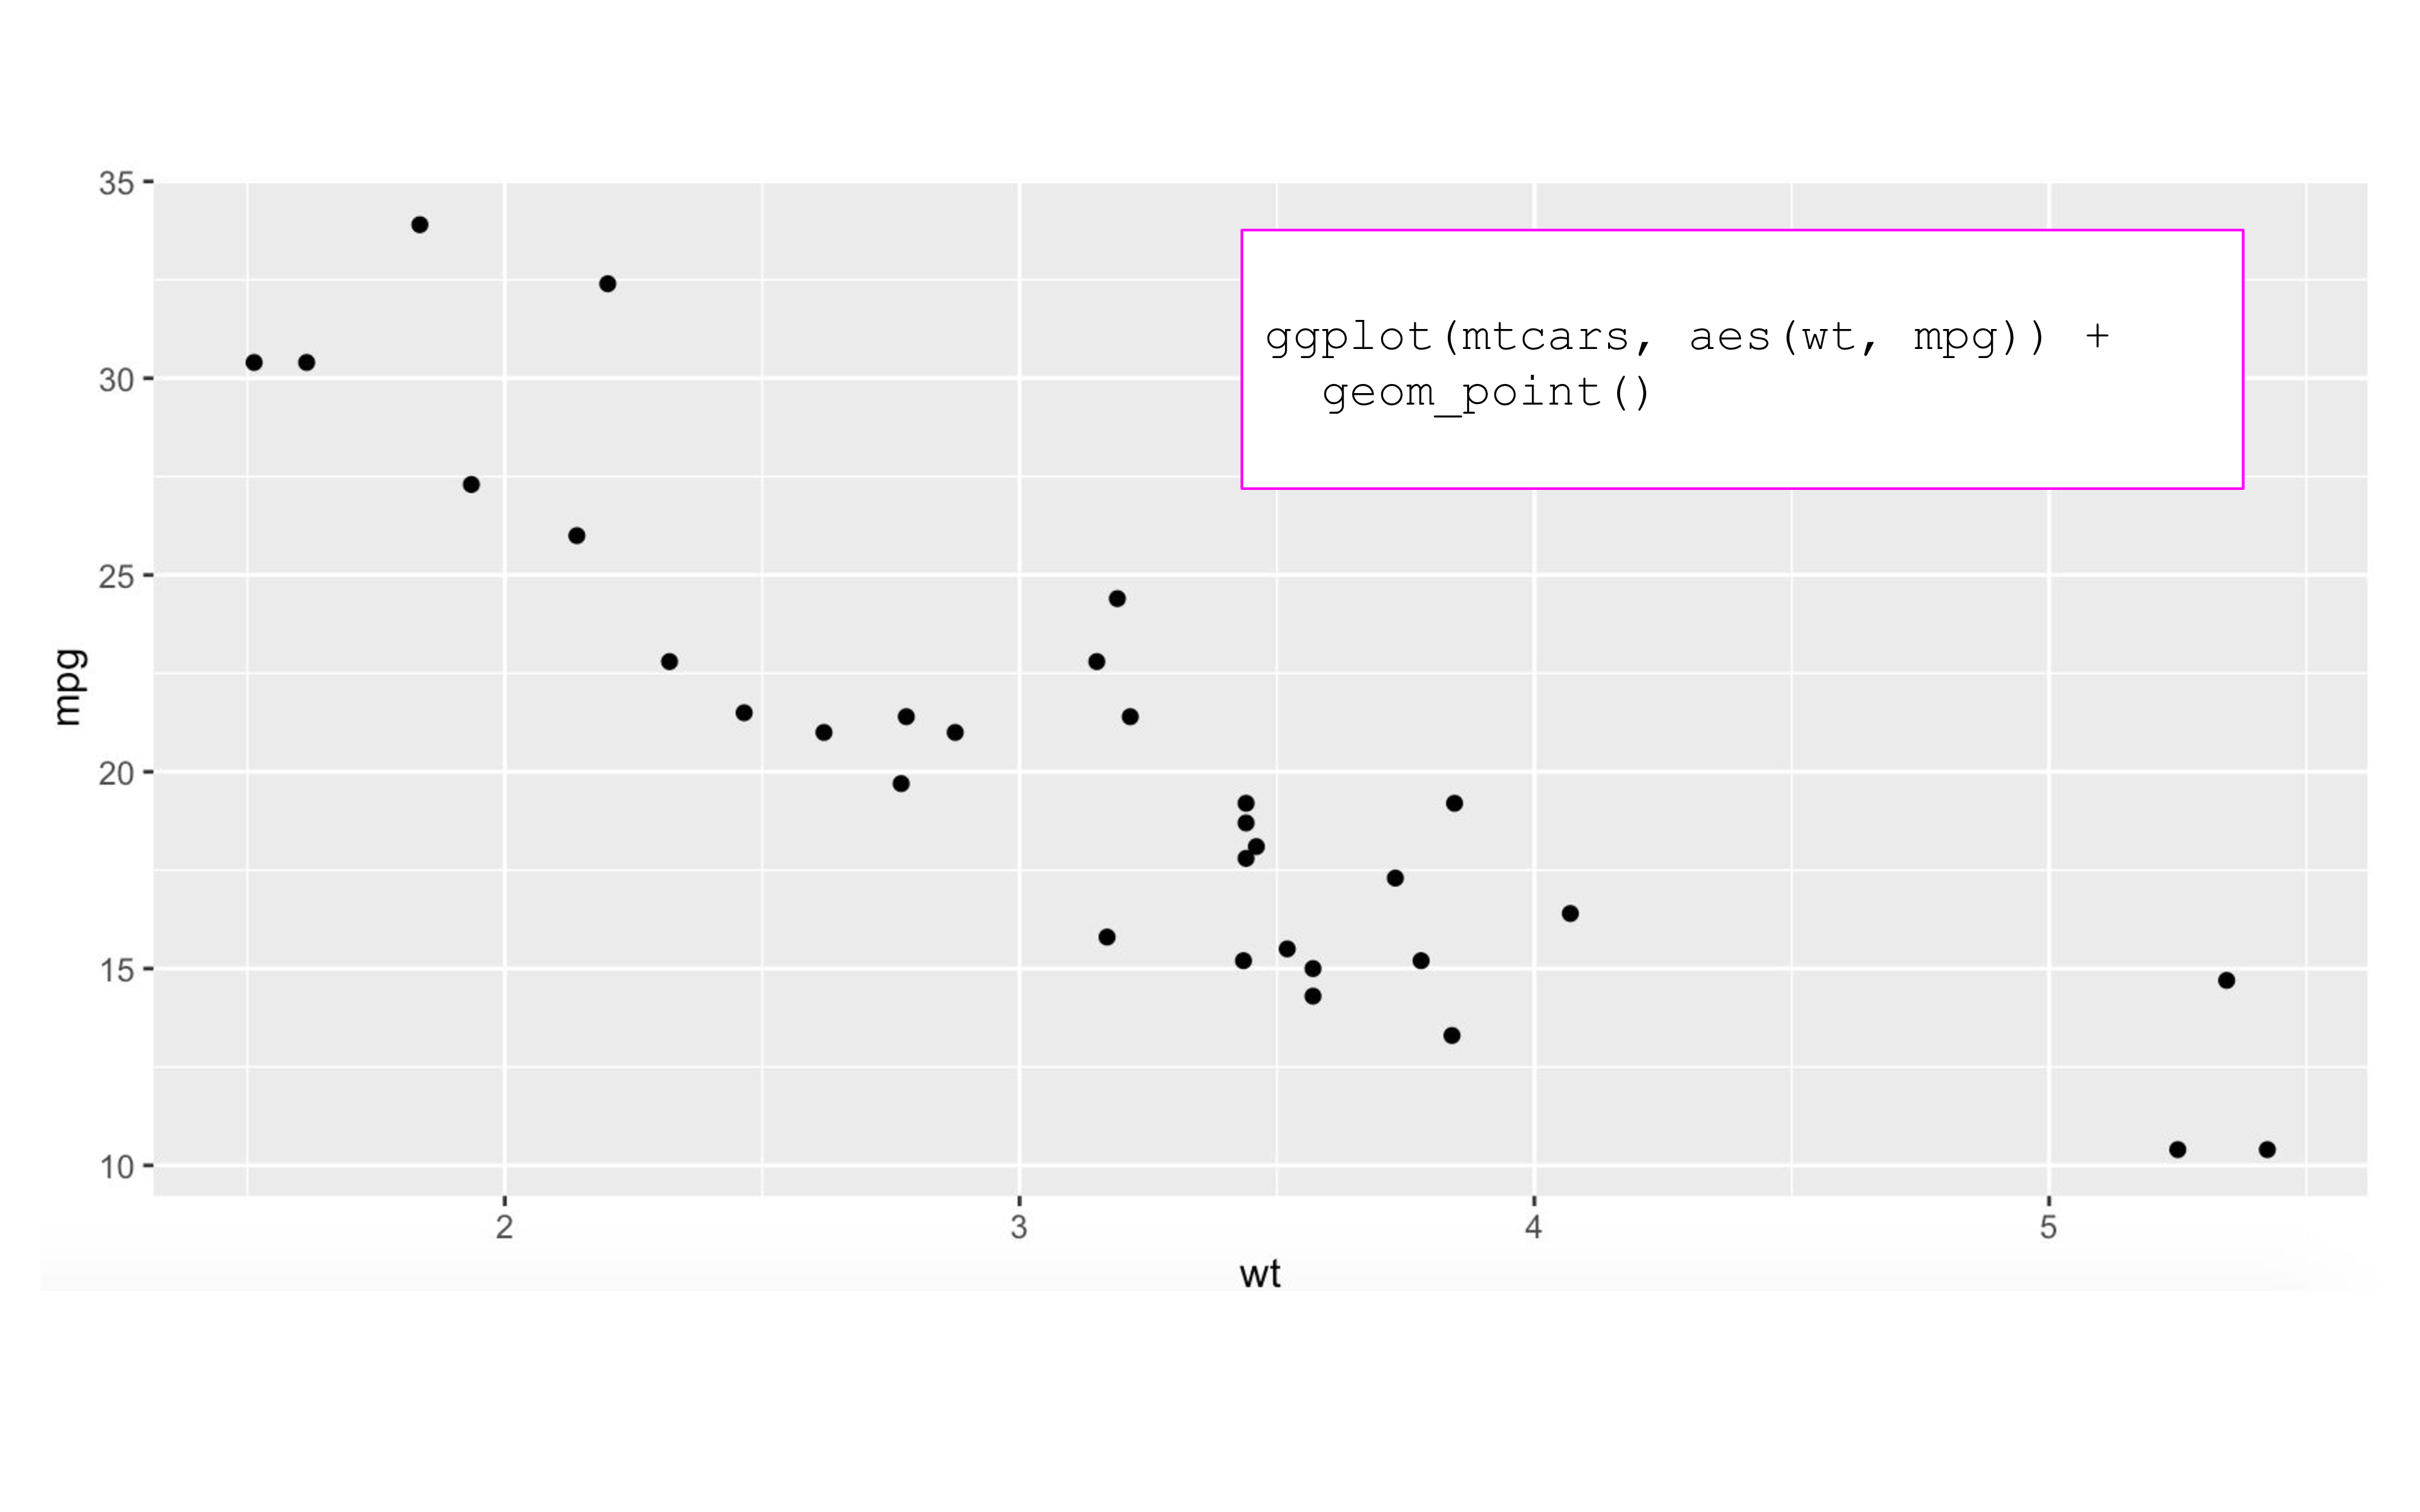 35
ggplot(mtcars, aes(wt, mpg)) +
geom_point()
30
25
mpg
20
15
10
2 3 4 5
wt